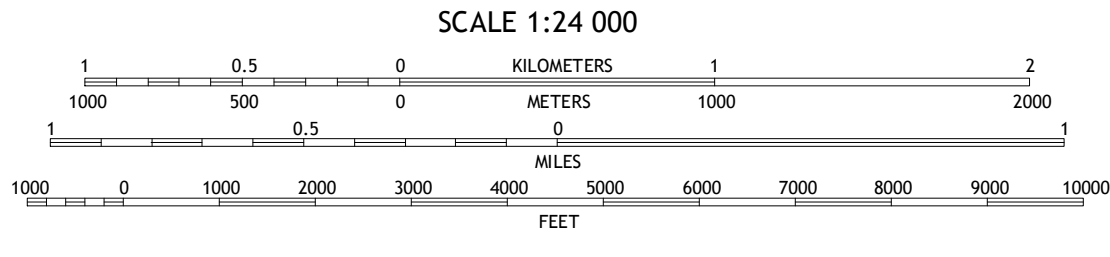 SCALE 1:24 000
1 0.5 0 KILOMETERS 1 2
1000 500 0 METERS 1000 2000
1 0.5 0 1
MILES
1000 0 1000 2000 3000 4000 5000 6000 7000 8000 9000 10000
FEET